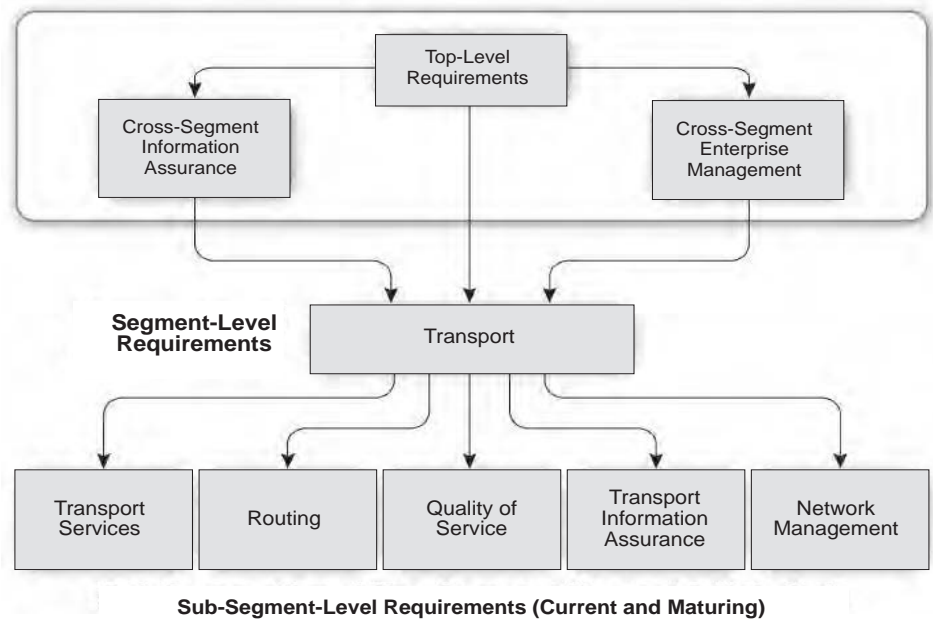 Top-Level
Requirements
Cross-Segment
Information
Assurance
Cross-Segment
Enterprise
Management
Segment-Level
Requirements
Transport
Transport
Services
Routing
Quality of
Service
Transport
Information
Assurance
Network
Management
Sub-Segment-Level Requirements (Current and Maturing)